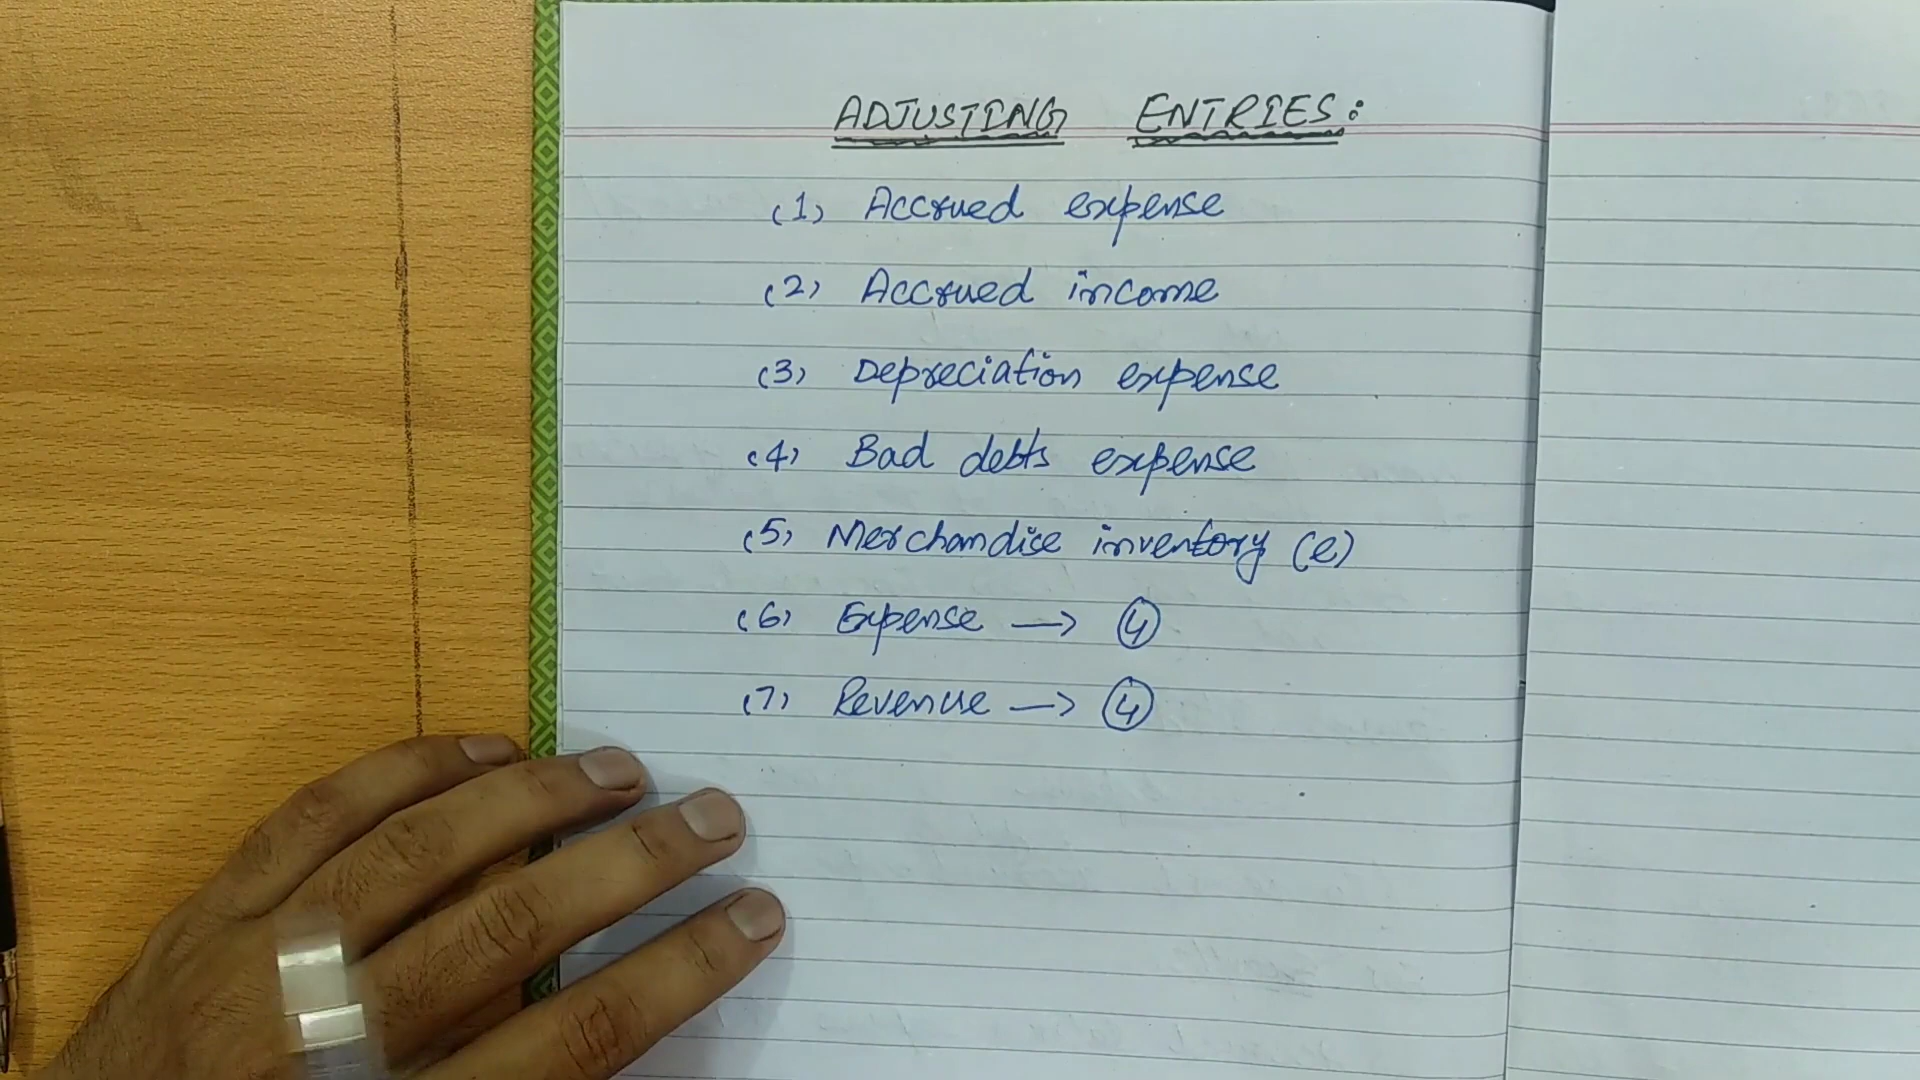 ADJUSTING ENTRIES:
(1) Accrued expense
(2) Accrued income
(3) Depreciation expense
(4) Bad debts expense
(5) Merchandise inventory (e)
(6) Expense → ④
(7) Revenue → ④